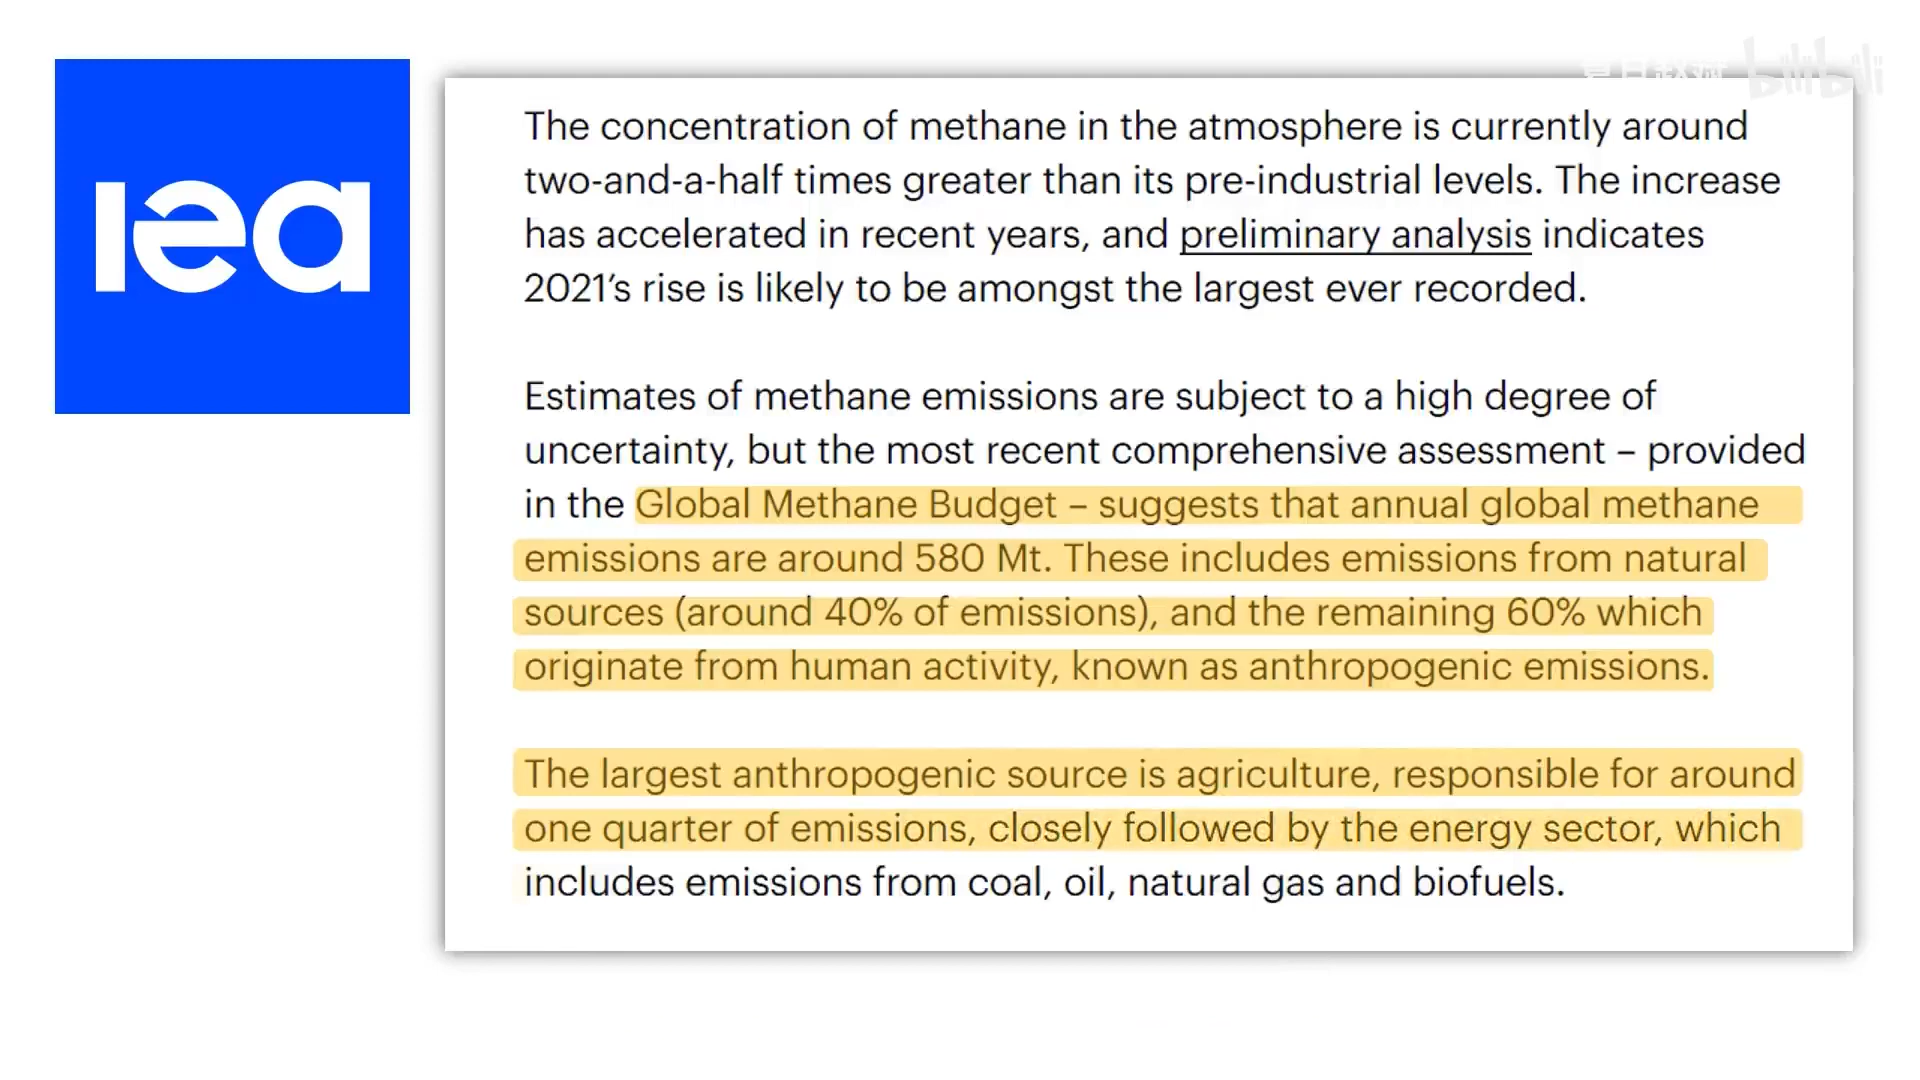 bilibili
iea
The concentration of methane in the atmosphere is currently around
two-and-a-half times greater than its pre-industrial levels. The increase
has accelerated in recent years, and preliminary analysis indicates
2021’s rise is likely to be amongst the largest ever recorded.
Estimates of methane emissions are subject to a high degree of
uncertainty, but the most recent comprehensive assessment – provided
in the Global Methane Budget – suggests that annual global methane
emissions are around 580 Mt. These includes emissions from natural
sources (around 40% of emissions), and the remaining 60% which
originate from human activity, known as anthropogenic emissions.
The largest anthropogenic source is agriculture, responsible for around
one quarter of emissions, closely followed by the energy sector, which
includes emissions from coal, oil, natural gas and biofuels.